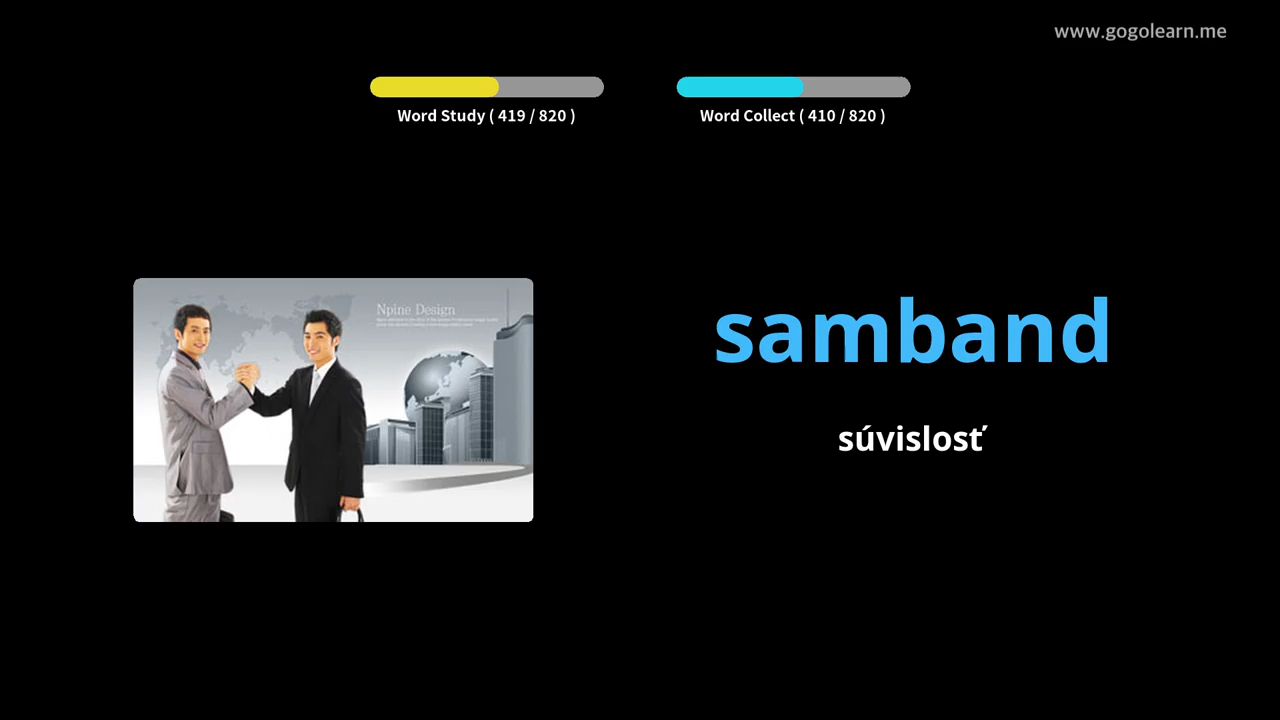 www.gogolearn.me
Word Study ( 419 / 820 )
Word Collect ( 410 / 820 )
Npine Design
samband
súvislosť